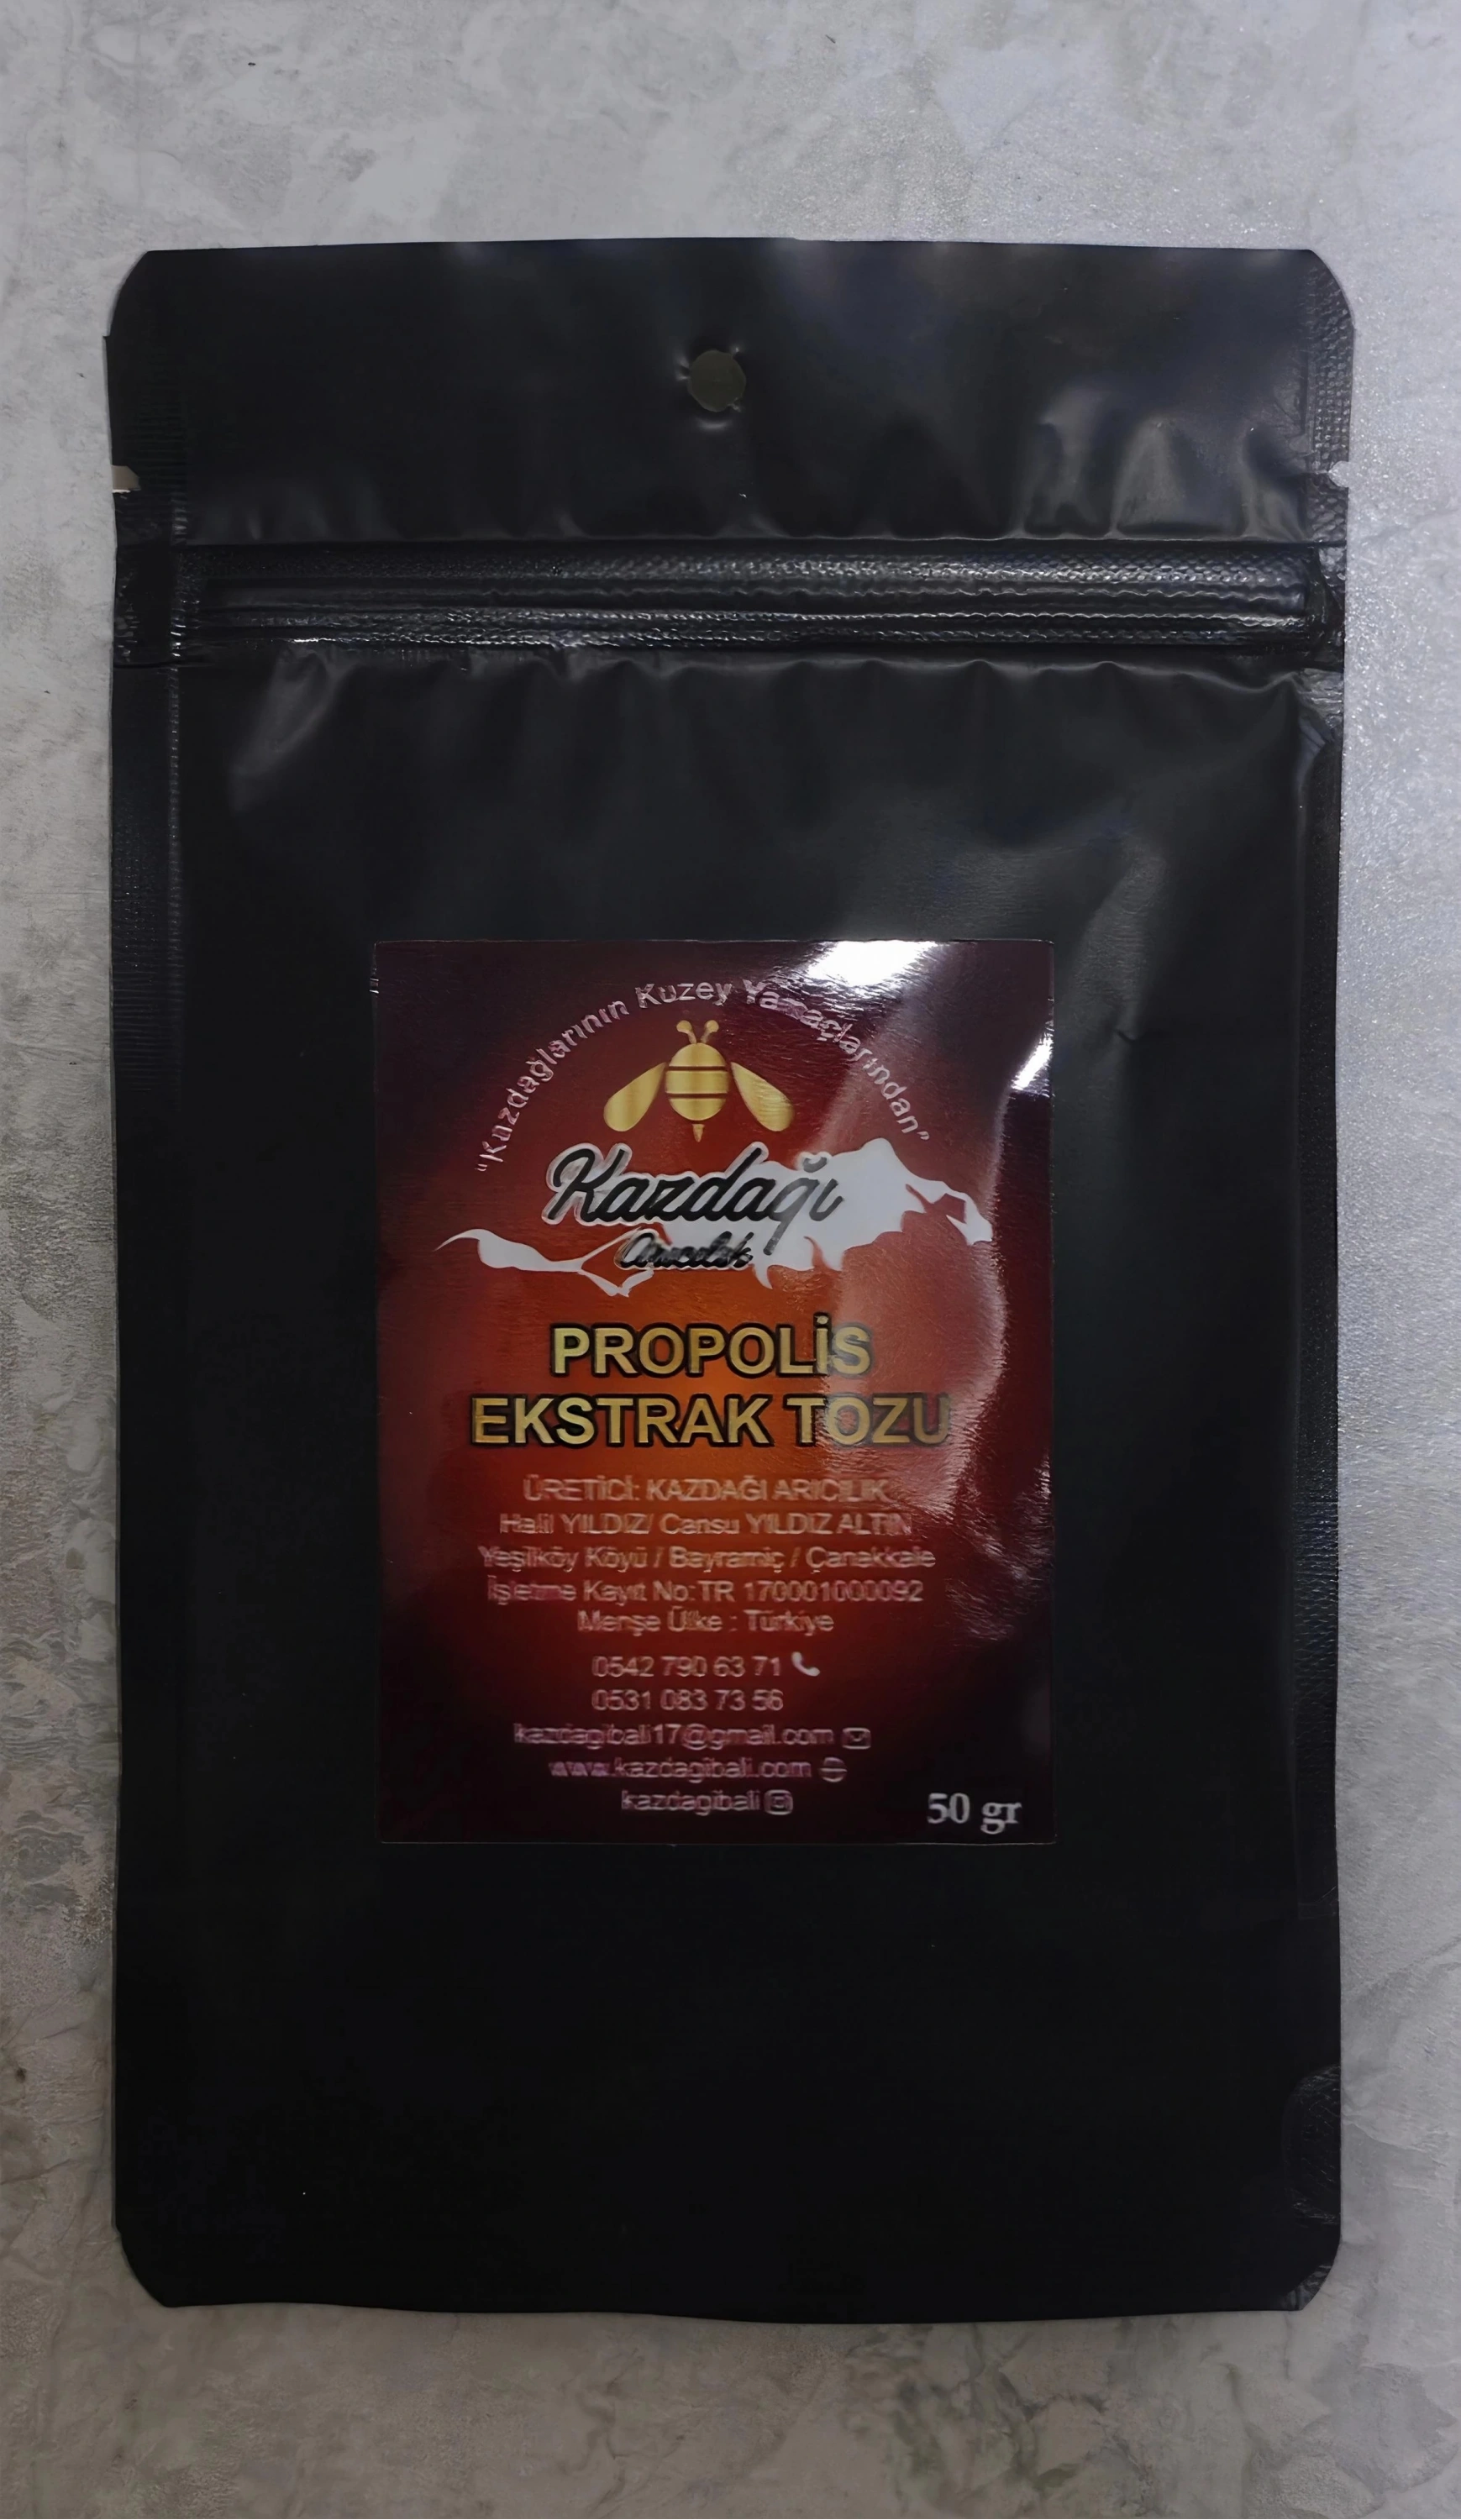 "Kazdağlarının Kuzey Yamaçlarından"
Kazdağı
Arıcılık
PROPOLİS
EKSTRAK TOZU
ÜRETİCİ: KAZDAĞI ARICILIK
Halil YILDIZ/ Cansu YILDIZ ALTIN
Yeşilköy Köyü / Bayramiç / Çanakkale
İşletme Kayıt No:TR 170001000092
Menşe Ülke : Türkiye
0542 790 63 71
0531 083 73 56
kazdagibali17@gmail.com
www.kazdagibali.com
kazdagibali
50 gr